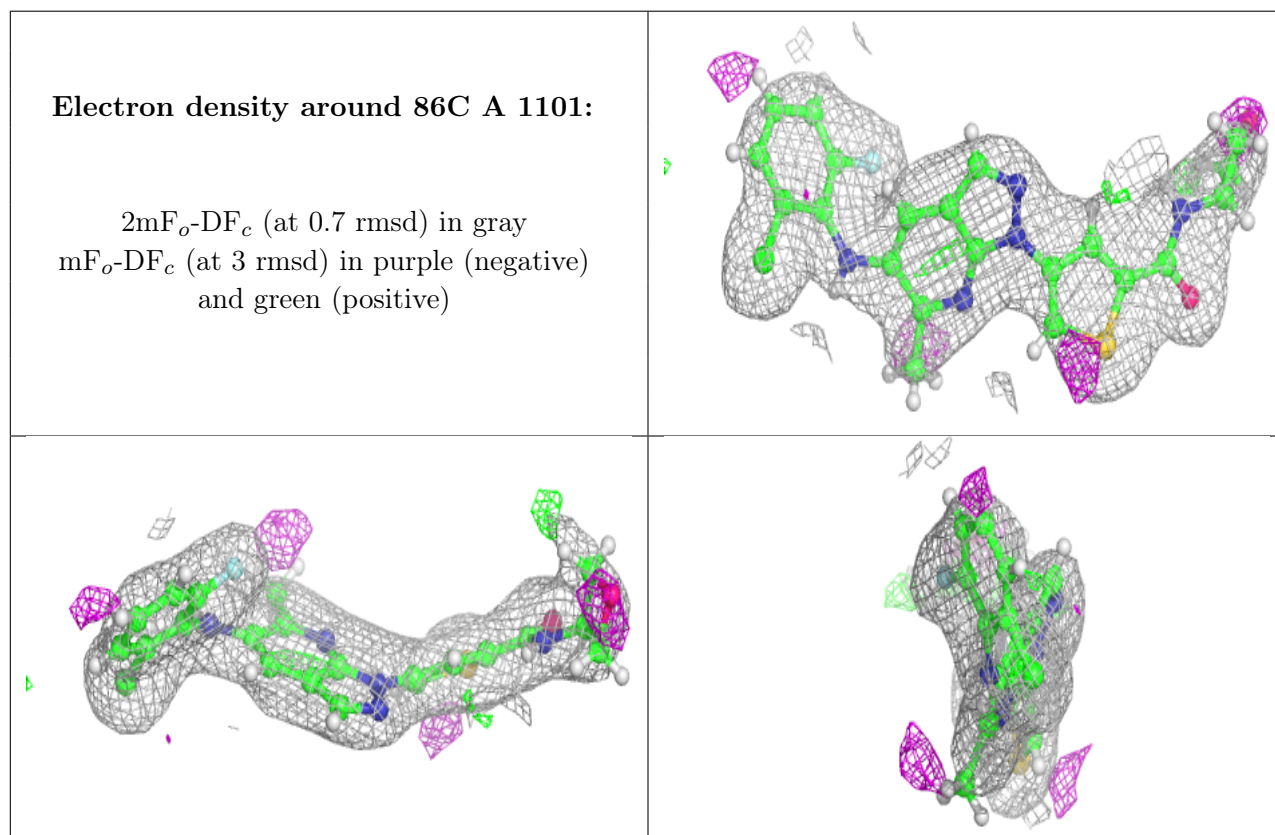 Electron density around 86C A 1101:
2mFₒ-DF𝒸 (at 0.7 rmsd) in gray
mFₒ-DF𝒸 (at 3 rmsd) in purple (negative)
and green (positive)